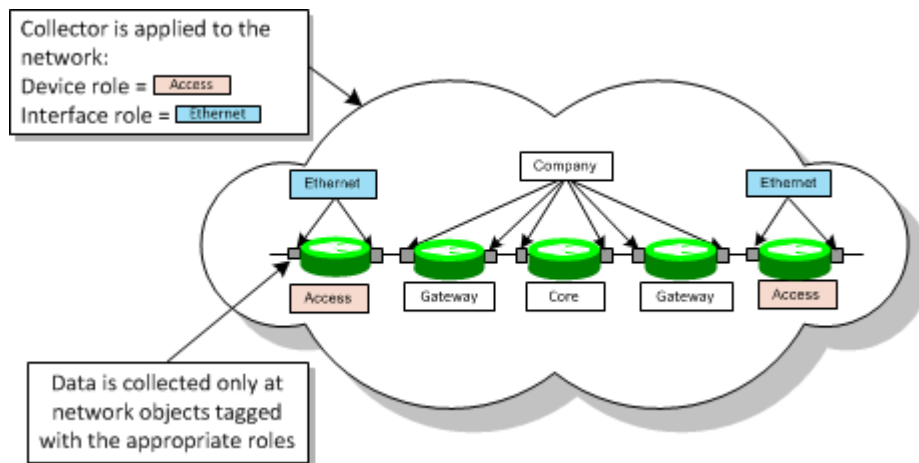 Collector is applied to the
network:
Device role = Access
Interface role = Ethernet
Company
Ethernet
Ethernet
Access
Gateway
Core
Gateway
Access
Data is collected only at
network objects tagged
with the appropriate roles